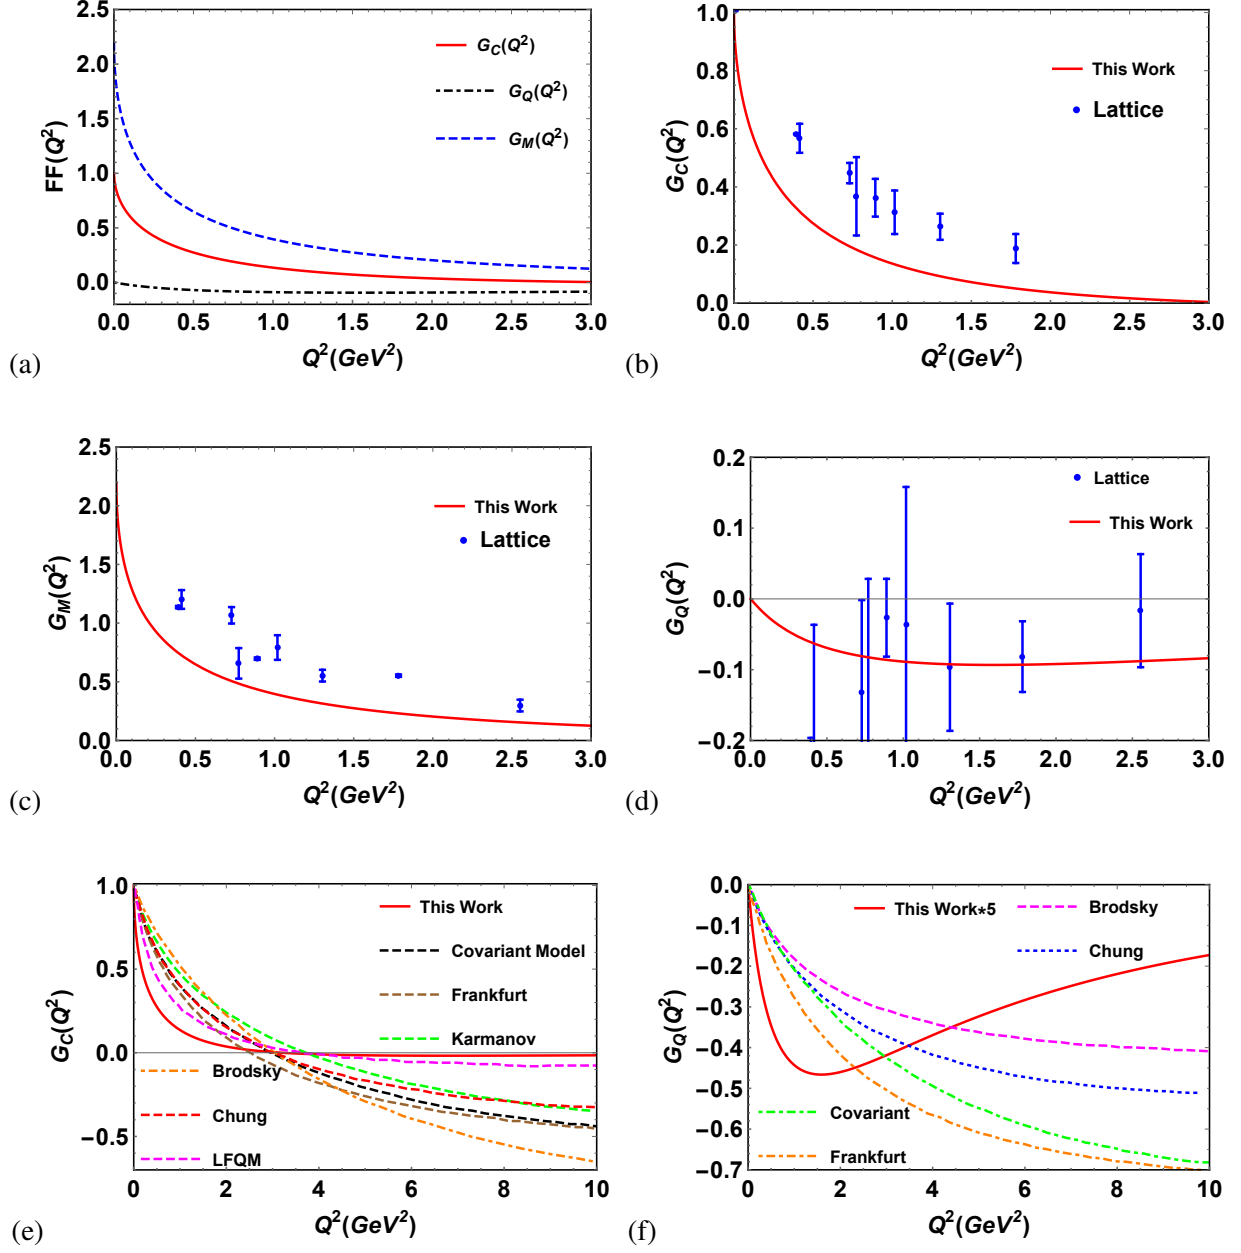 2.5
2.0
1.5
1.0
0.5
0.0
FF(Q²)
G_C(Q²)
G_Q(Q²)
G_M(Q²)
0.0 0.5 1.0 1.5 2.0 2.5 3.0
Q²(GeV²)
(a)
1.0
0.8
0.6
0.4
0.2
0.0
G_C(Q²)
This Work
Lattice
0.0 0.5 1.0 1.5 2.0 2.5 3.0
Q²(GeV²)
(b)
2.5
2.0
1.5
1.0
0.5
0.0
G_M(Q²)
This Work
Lattice
0.0 0.5 1.0 1.5 2.0 2.5 3.0
Q²(GeV²)
(c)
0.2
0.1
0.0
−0.1
−0.2
G_Q(Q²)
Lattice
This Work
0.0 0.5 1.0 1.5 2.0 2.5 3.0
Q²(GeV²)
(d)
1.0
0.5
0.0
−0.5
G_C(Q²)
This Work
Covariant Model
Frankfurt
Karmanov
Brodsky
Chung
LFQM
0 2 4 6 8 10
Q²(GeV²)
(e)
0.0
−0.1
−0.2
−0.3
−0.4
−0.5
−0.6
−0.7
G_Q(Q²)
This Work*5
Brodsky
Chung
Covariant
Frankfurt
0 2 4 6 8 10
Q²(GeV²)
(f)